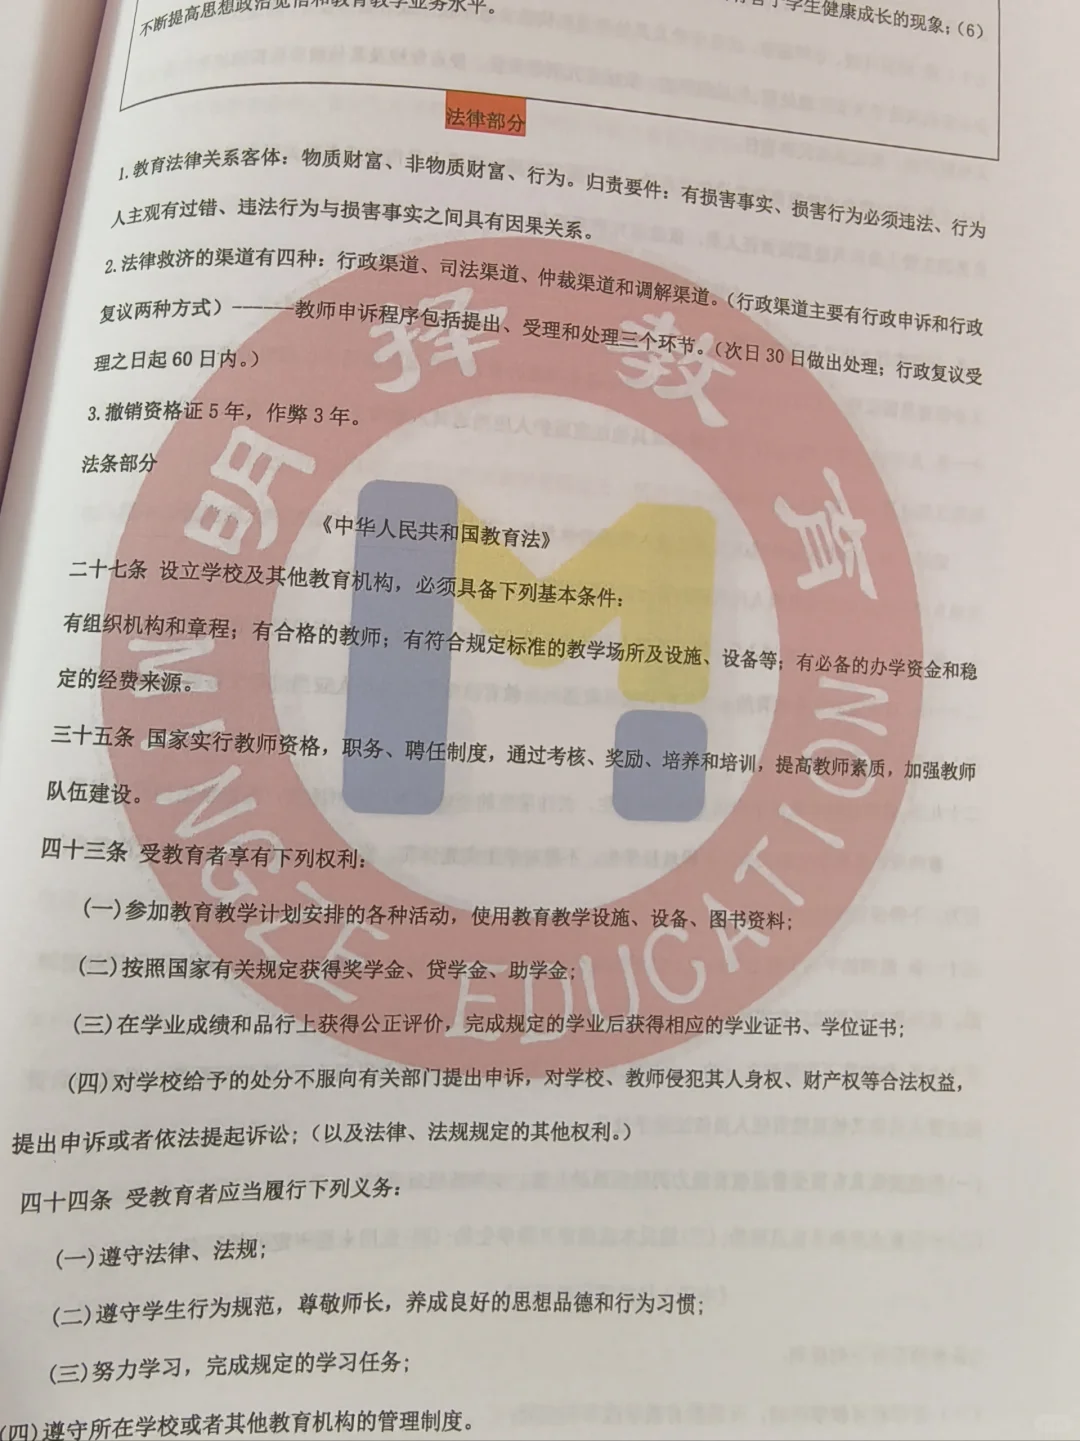 不断提高思想政治觉悟和教育教学业务水平。
学生健康成长的现象;(6)
法律部分
1.教育法律关系客体：物质财富、非物质财富、行为。归责要件：有损害事实、损害行为必须违法、行为
人主观有过错、违法行为与损害事实之间具有因果关系。
2.法律救济的渠道有四种：行政渠道、司法渠道、仲裁渠道和调解渠道。（行政渠道主要有行政申诉和行政
复议两种方式）————教师申诉程序包括提出、受理和处理三个环节。（次日30日做出处理；行政复议受
理之日起60日内。）
3.撤销资格证5年，作弊3年。
法条部分
《中华人民共和国教育法》
二十七条 设立学校及其他教育机构，必须具备下列基本条件：
有组织机构和章程；有合格的教师；有符合规定标准的教学场所及设施、设备等；有必备的办学资金和稳
定的经费来源。
三十五条 国家实行教师资格，职务、聘任制度，通过考核、奖励、培养和培训，提高教师素质，加强教师
队伍建设。
四十三条 受教育者享有下列权利：
(一)参加教育教学计划安排的各种活动，使用教育教学设施、设备、图书资料；
(二)按照国家有关规定获得奖学金、贷学金、助学金；
(三)在学业成绩和品行上获得公正评价，完成规定的学业后获得相应的学业证书、学位证书；
(四)对学校给予的处分不服向有关部门提出申诉，对学校、教师侵犯其人身权、财产权等合法权益，
提出申诉或者依法提起诉讼；（以及法律、法规规定的其他权利。）
四十四条 受教育者应当履行下列义务：
(一)遵守法律、法规；
(二)遵守学生行为规范，尊敬师长，养成良好的思想品德和行为习惯；
(三)努力学习，完成规定的学习任务；
(四)遵守所在学校或者其他教育机构的管理制度。
明择教育
MINGZE EDUCATION